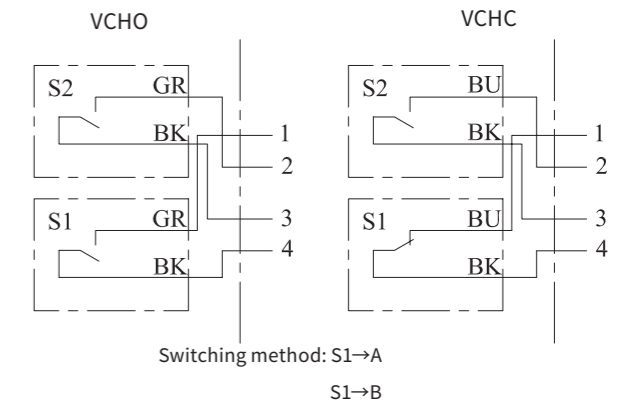 VCHO
S2
GR
BK
1
2
S1
GR
BK
3
4
VCHC
S2
BU
BK
1
2
S1
BU
BK
3
4
Switching method: S1→A
S1→B